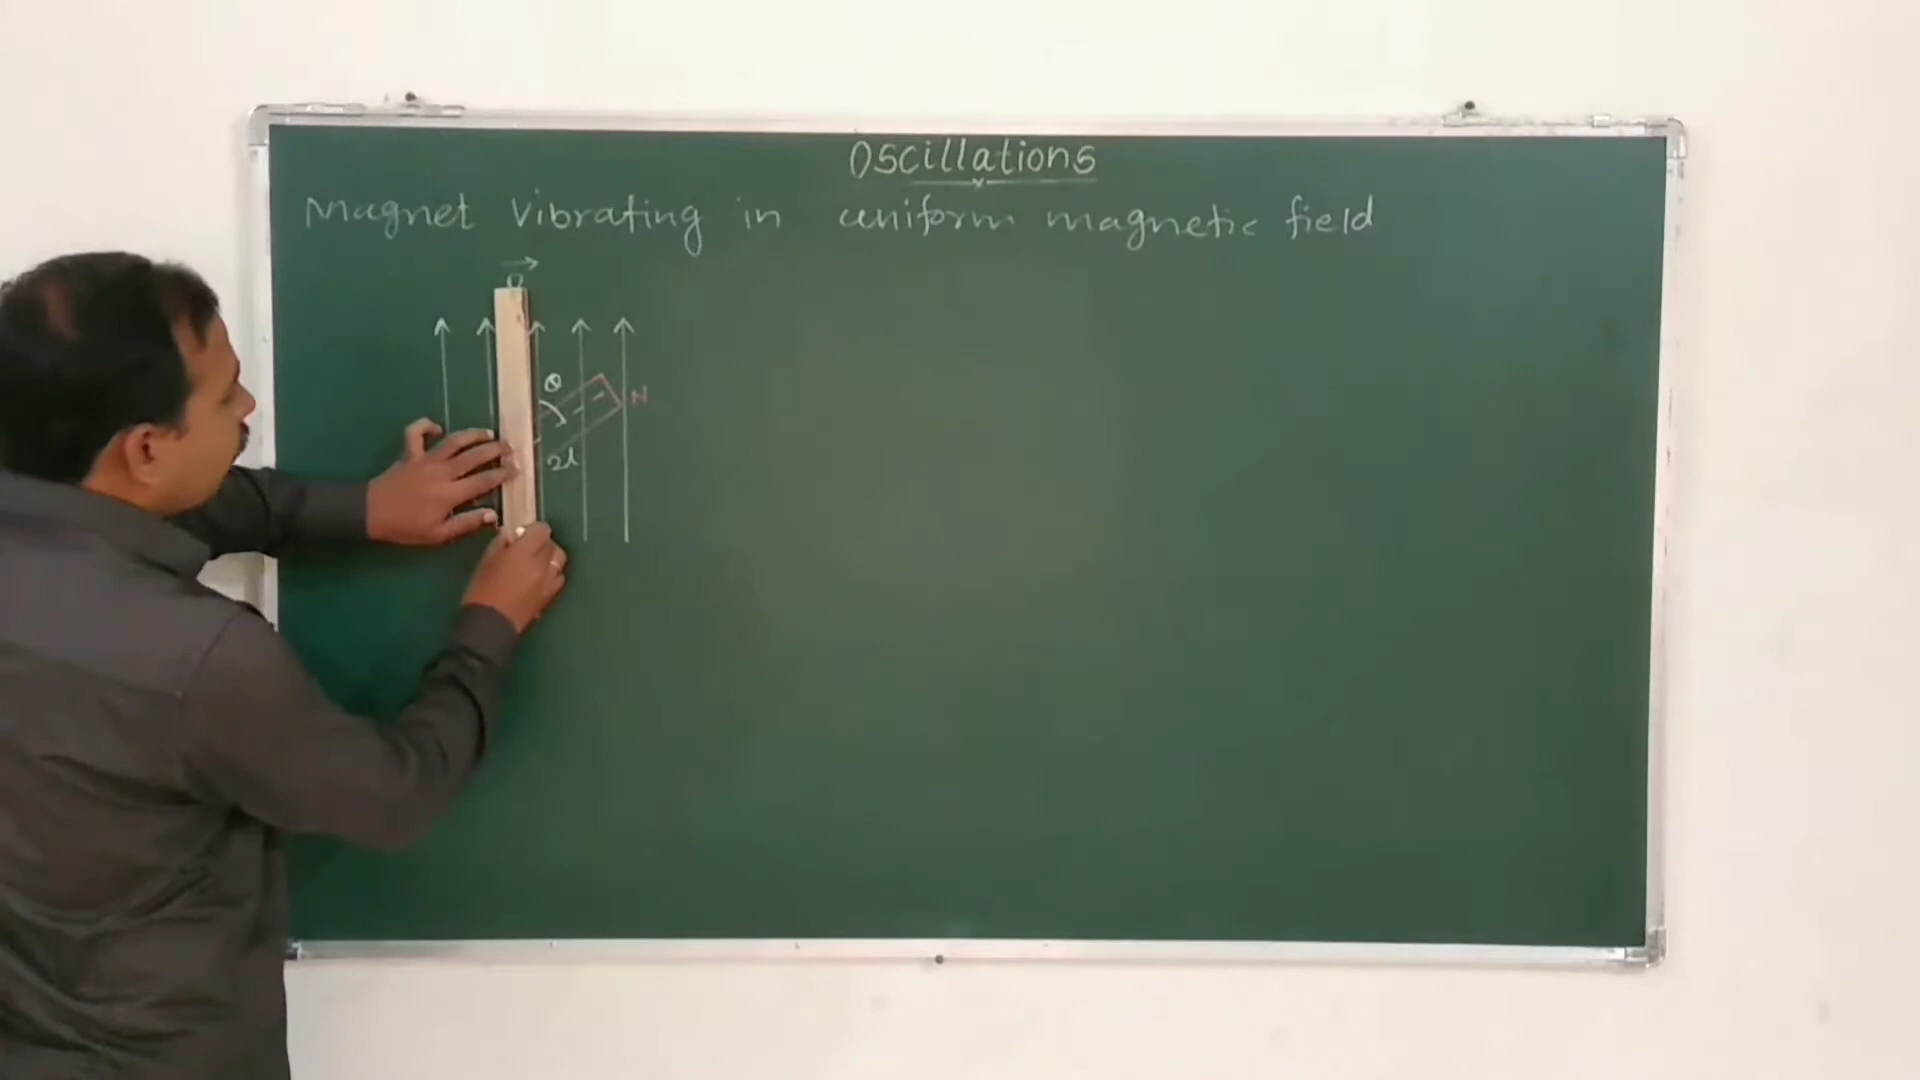 Oscillations
Magnet Vibrating in uniform magnetic field
θ
N
2l